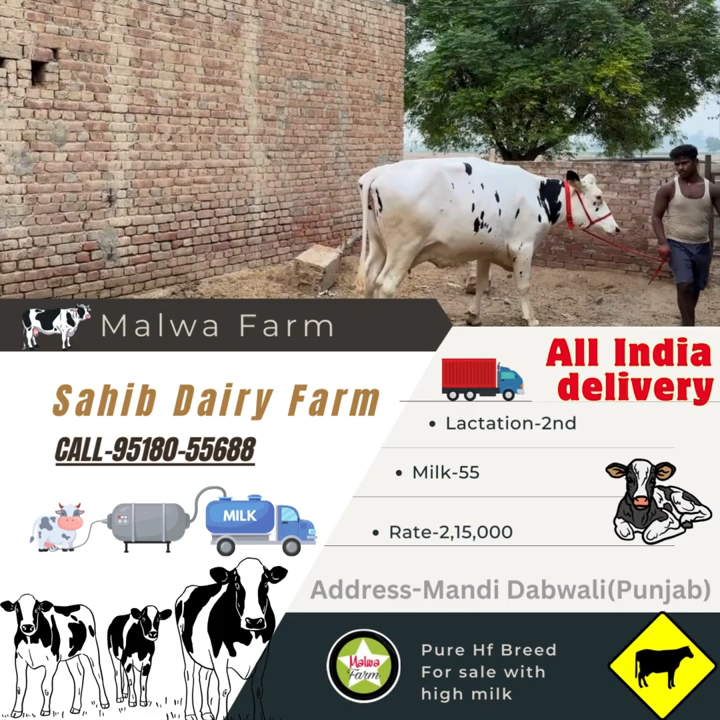 Malwa Farm
Sahib Dairy Farm
CALL-95180-55688
MILK
All India
delivery
• Lactation-2nd
• Milk-55
• Rate-2,15,000
Address-Mandi Dabwali(Punjab)
Malwa
Farm
Pure Hf Breed
For sale with
high milk